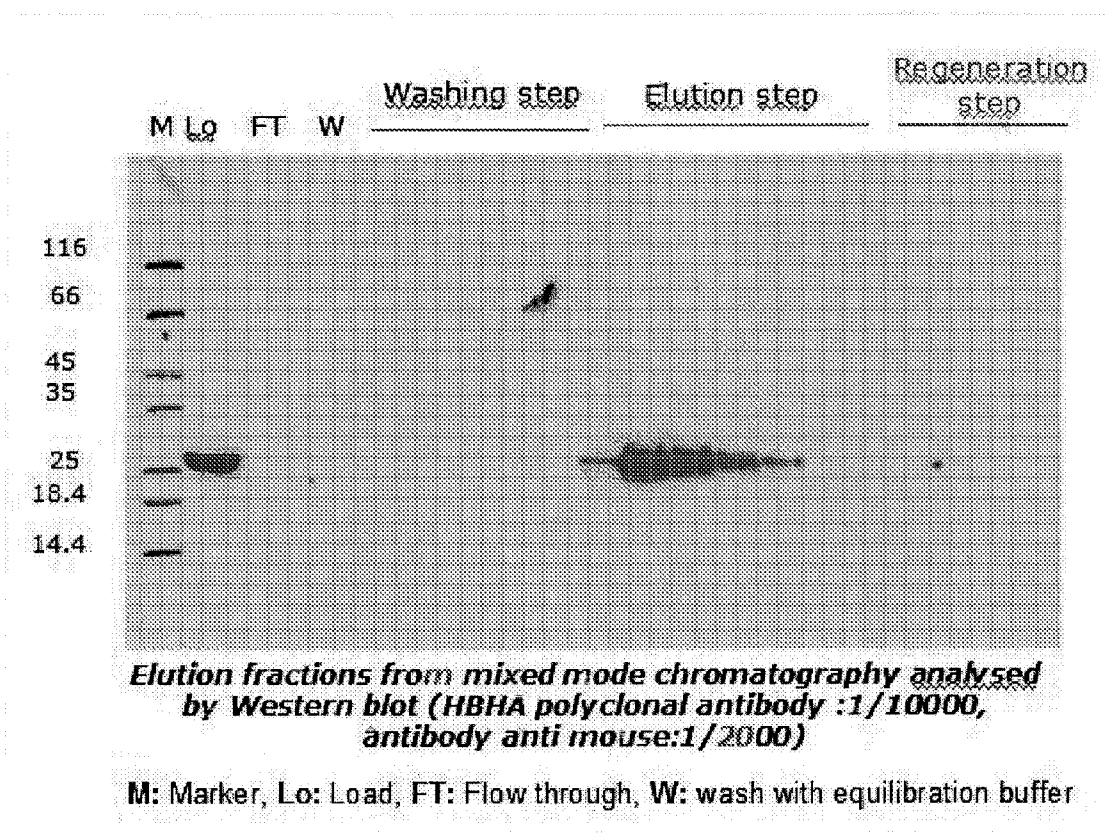 Regeneration
Washing step Elution step step
M Lo FT W
116
66
45
35
25
18.4
14.4
Elution fractions from mixed mode chromatography analysed
by Western blot (HBHA polyclonal antibody :1/10000,
antibody anti mouse:1/2000)
M: Marker, Lo: Load, FT: Flow through, W: wash with equilibration buffer